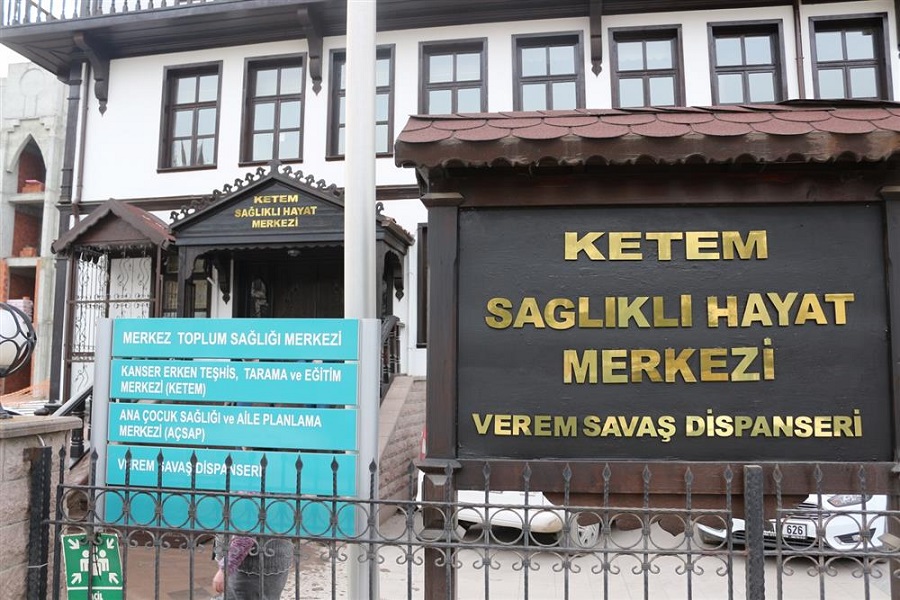 KETEM
SAĞLIKLI HAYAT
MERKEZİ
KETEM
SAGLIKLI HAYAT
MERKEZİ
VEREM SAVAŞ DİSPANSERİ
MERKEZ TOPLUM SAĞLIĞI MERKEZİ
KANSER ERKEN TEŞHİS, TARAMA ve EĞİTİM
MERKEZİ (KETEM)
ANA ÇOCUK SAĞLIĞI ve AİLE PLANLAMA
MERKEZİ (AÇSAP)
VEREM SAVAŞ DİSPANSERİ
626